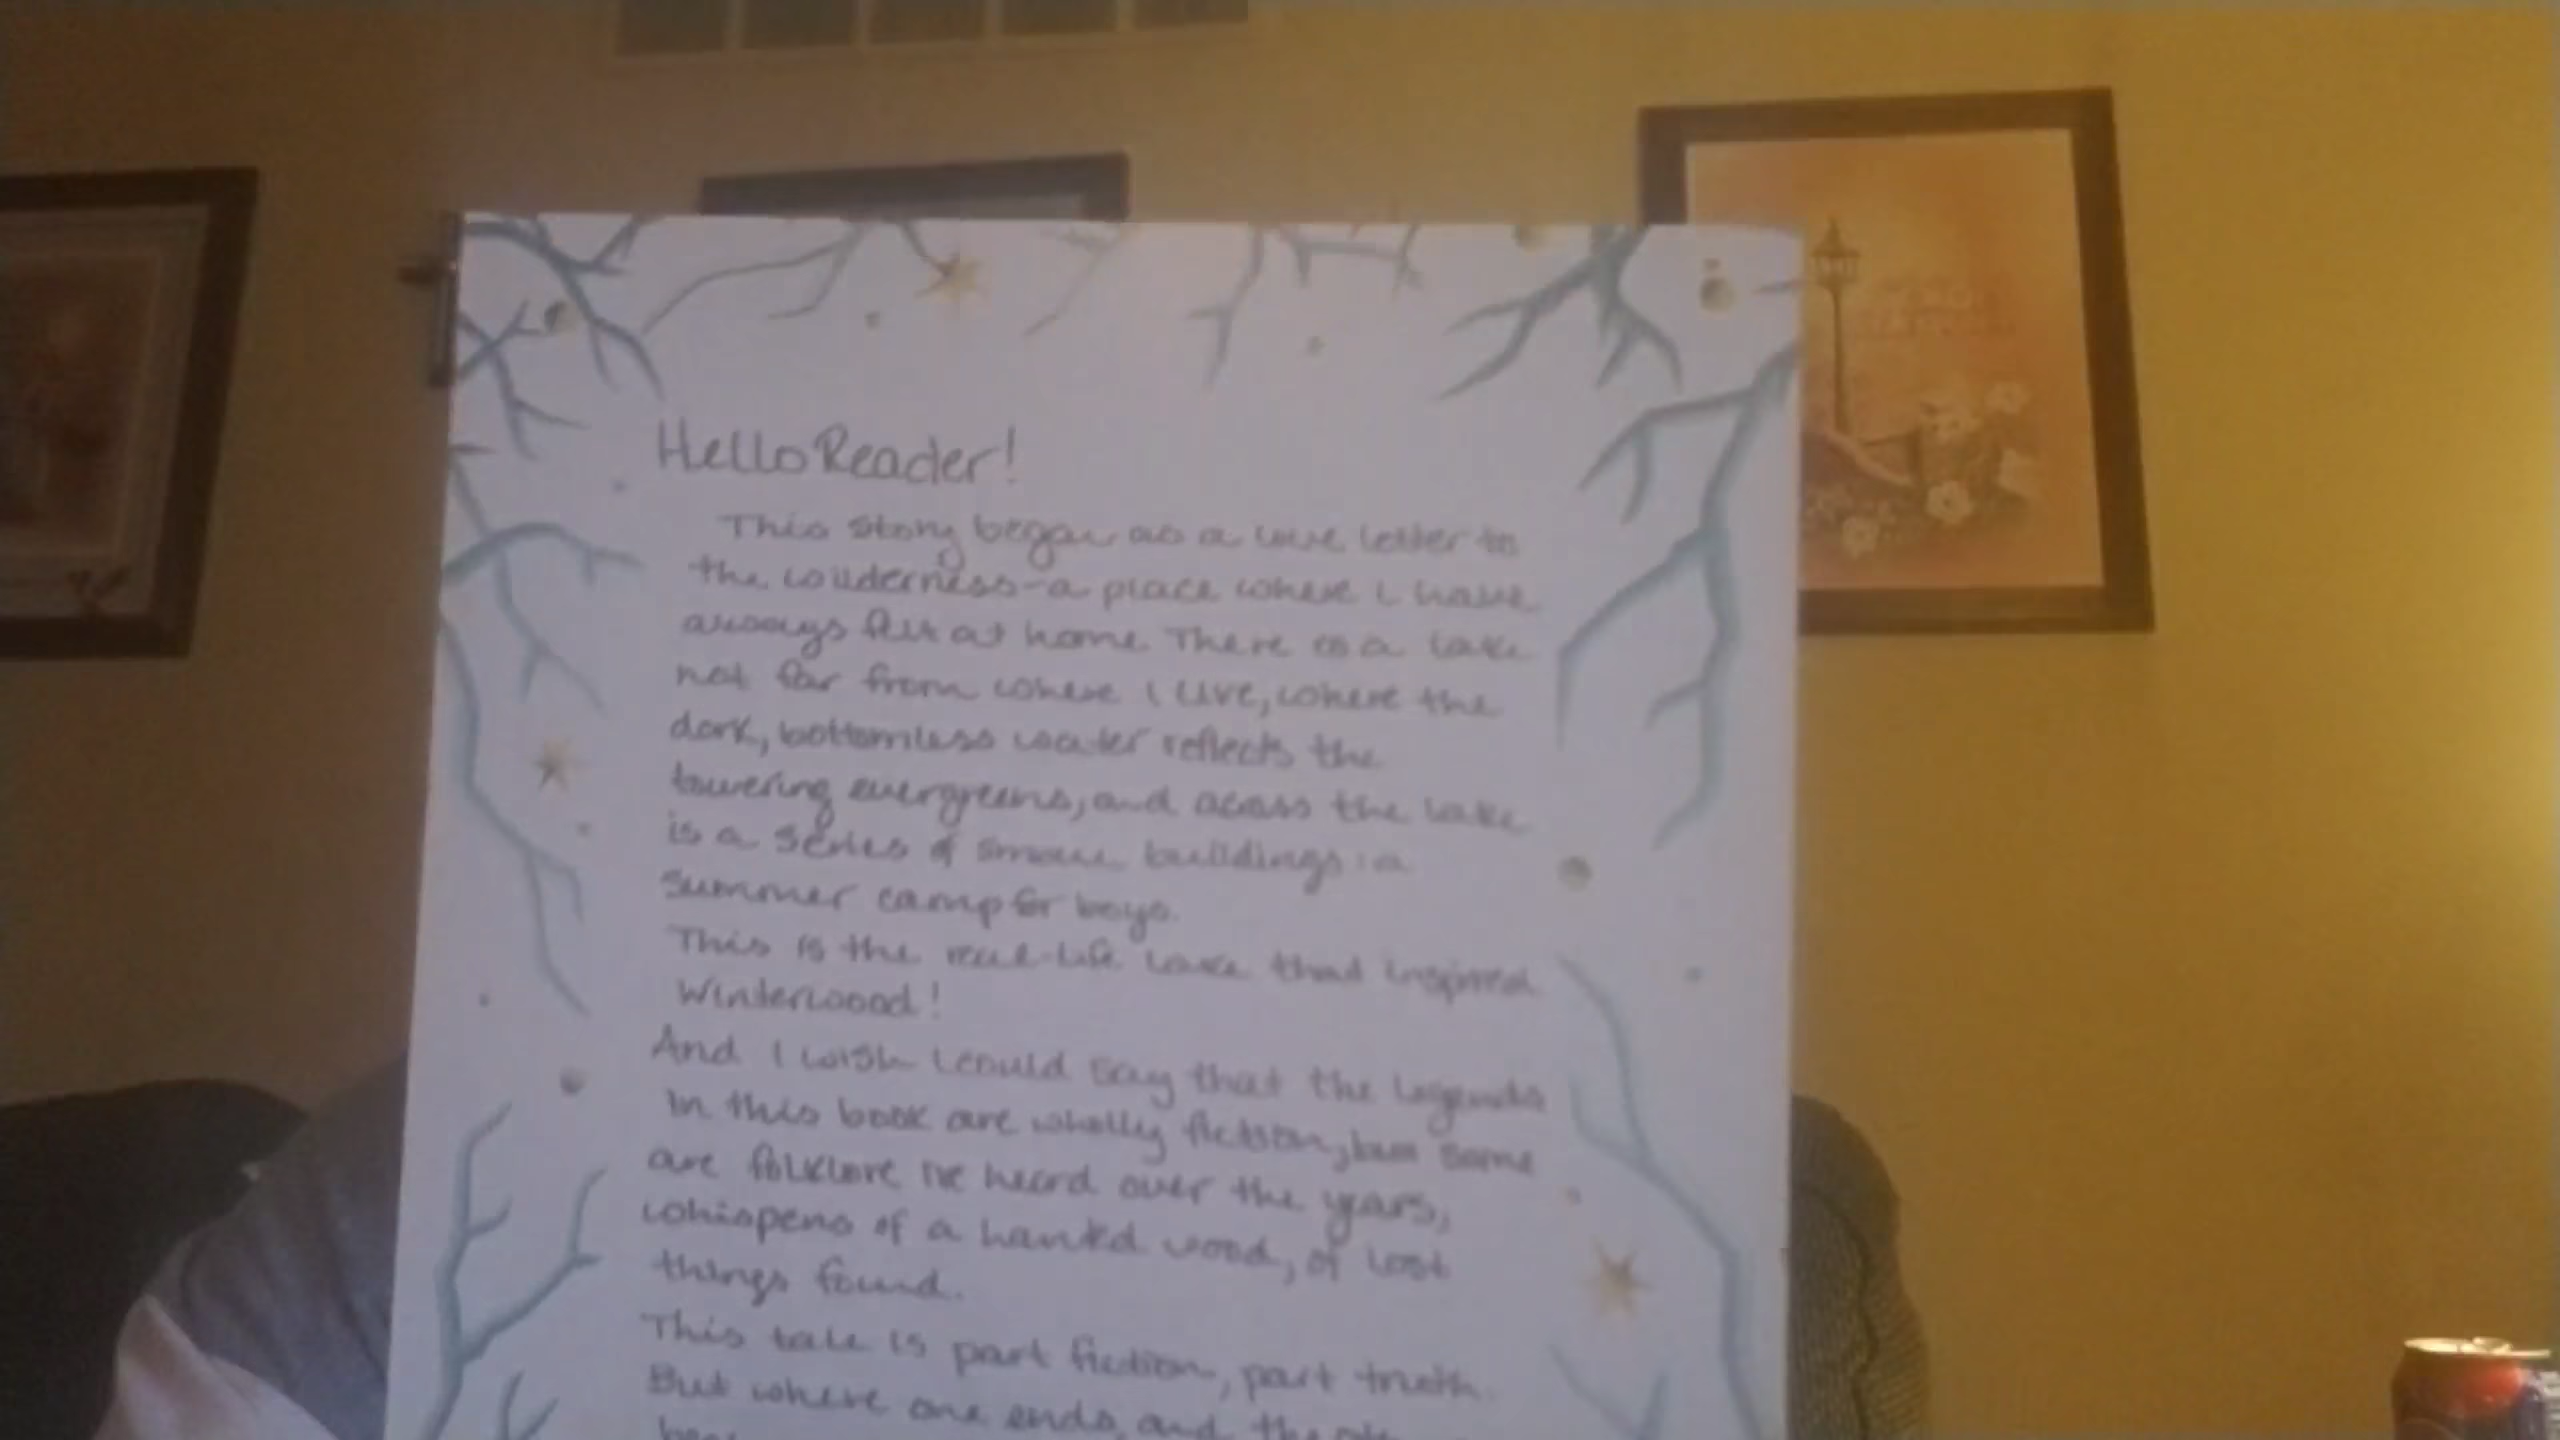 Hello Reader!
This story began as a love letter to
the wilderness-a place where I have
always felt at home. There is a lake
not far from where I live, where the
dark, bottomless water reflects the
towering evergreens, and across the lake
is a series of small buildings: a
summer camp for boys.
This is the real-life lake that inspired
Winterwood!
And I wish I could say that the legends
in this book are wholly fiction, but some
are folklore I've heard over the years,
whispers of a hanted wood, of lost
things found.
This tale is part fiction, part truth.
But where one ends, and the